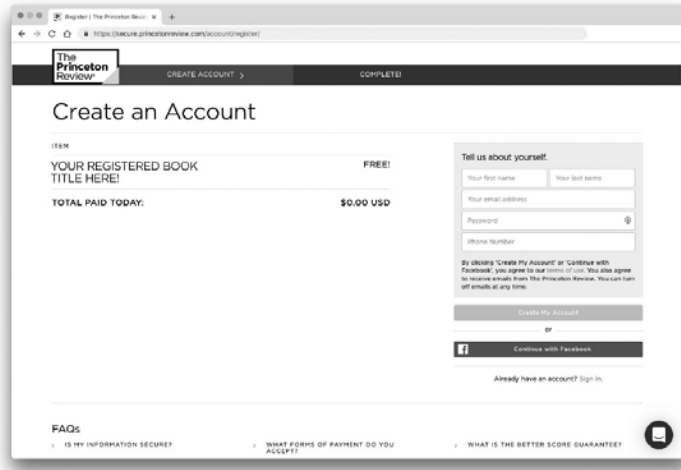 Register | The Princeton Review
https://secure.princetonreview.com/account/register/
The
Princeton
Review
CREATE ACCOUNT >
COMPLETE!
Create an Account
ITEM
YOUR REGISTERED BOOK
TITLE HERE!
FREE!
TOTAL PAID TODAY:
$0.00 USD
Tell us about yourself.
Your first name
Your last name
Your email address
Password
Phone Number
By clicking 'Create My Account' or 'Continue with
Facebook', you agree to our terms of use. You also agree
to receive emails from The Princeton Review. You can turn
off emails at any time.
Create My Account
or
Continue with Facebook
Already have an account? Sign in.
FAQs
> IS MY INFORMATION SECURE?
> WHAT FORMS OF PAYMENT DO YOU
ACCEPT?
> WHAT IS THE BETTER SCORE GUARANTEE?